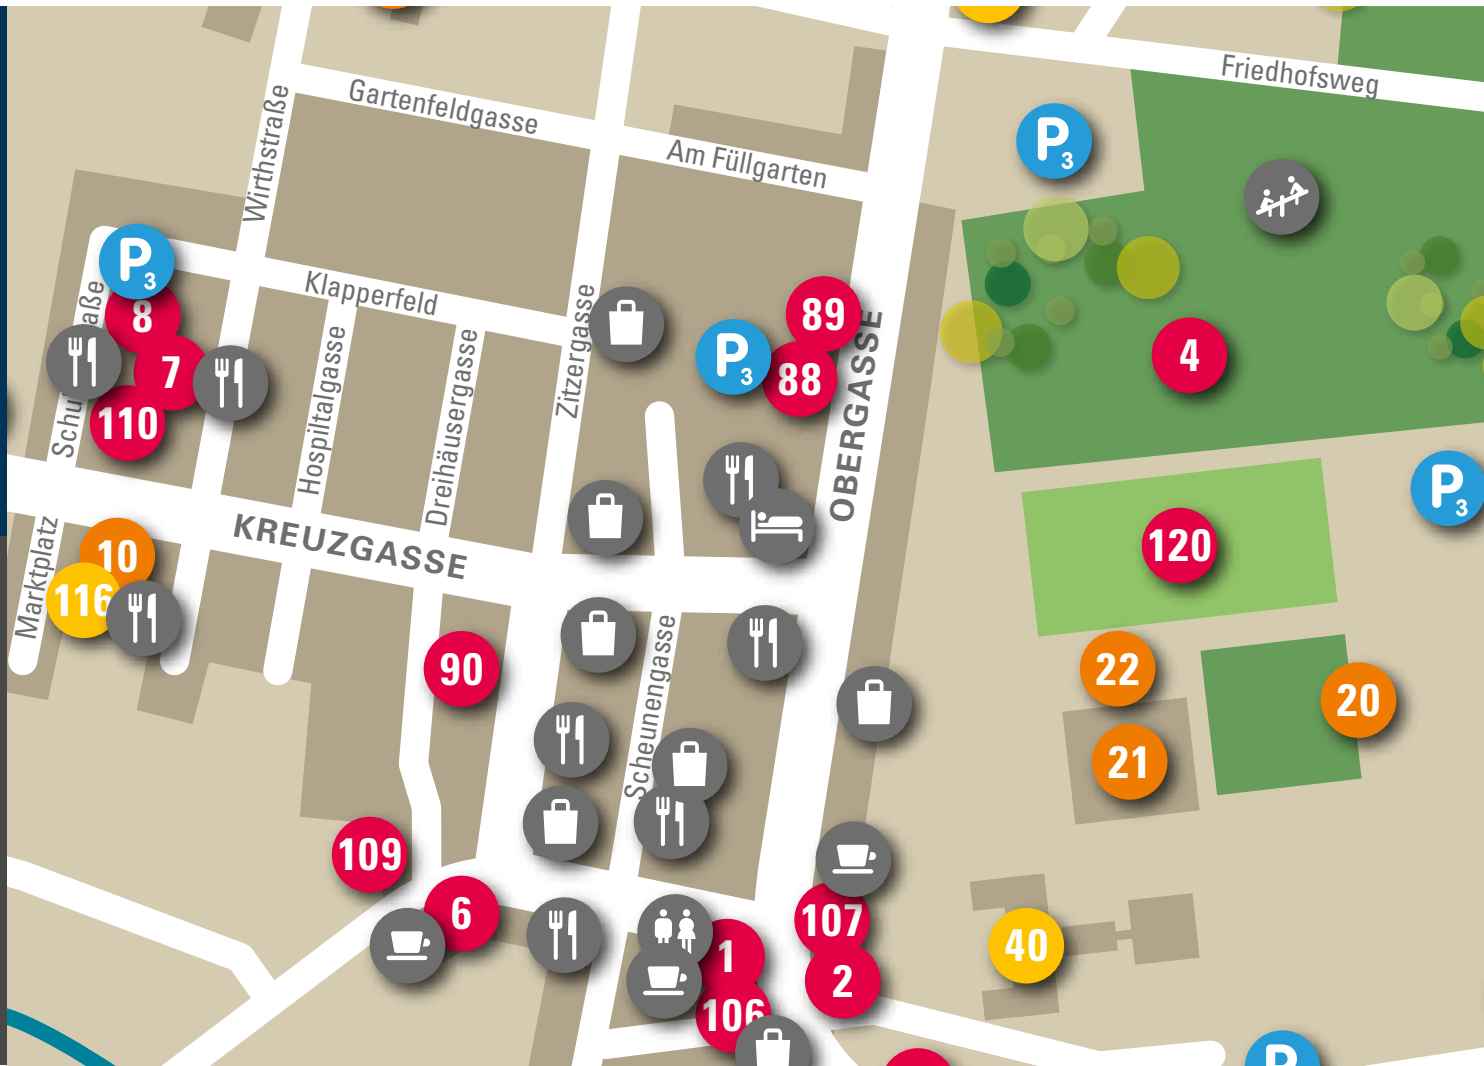 Friedhofsweg
Gartenfeldgasse
Am Füllgarten
Wirthstraße
P3
P3
8
7
110
Klapperfeld
Hospiltalgasse
Dreihäusergasse
Zitzergasse
P3
89
88
OBERGASSE
4
P3
120
KREUZGASSE
Marktplatz
10
116
90
Scheunengasse
22
20
21
109
6
107
1
2
106
40
P